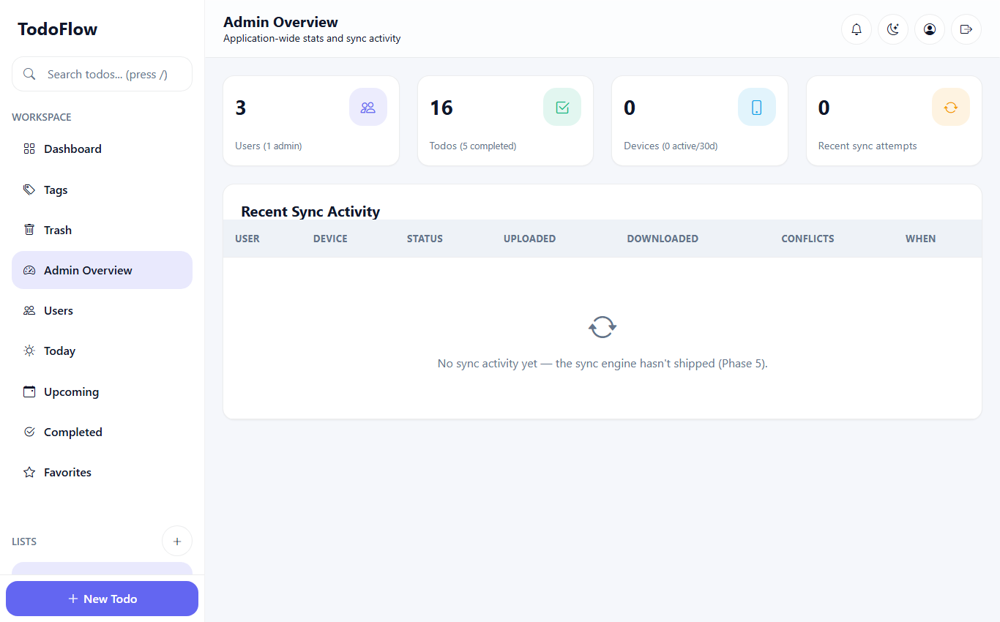 TodoFlow
Search todos... (press /)
WORKSPACE
Dashboard
Tags
Trash
Admin Overview
Users
Today
Upcoming
Completed
Favorites
LISTS
New Todo
Admin Overview
Application-wide stats and sync activity
3
Users (1 admin)
16
Todos (5 completed)
0
Devices (0 active/30d)
0
Recent sync attempts
Recent Sync Activity
USER DEVICE STATUS UPLOADED DOWNLOADED CONFLICTS WHEN
No sync activity yet — the sync engine hasn't shipped (Phase 5).